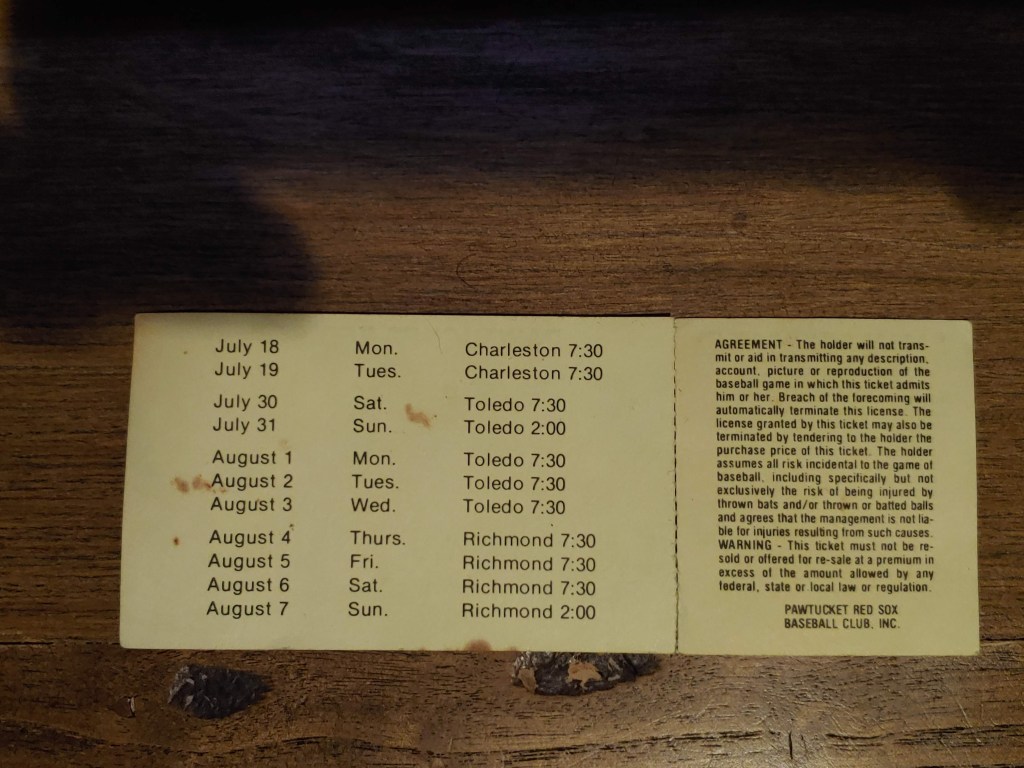 July 18 Mon. Charleston 7:30
July 19 Tues. Charleston 7:30
July 30 Sat. Toledo 7:30
July 31 Sun. Toledo 2:00
August 1 Mon. Toledo 7:30
August 2 Tues. Toledo 7:30
August 3 Wed. Toledo 7:30
August 4 Thurs. Richmond 7:30
August 5 Fri. Richmond 7:30
August 6 Sat. Richmond 7:30
August 7 Sun. Richmond 2:00
AGREEMENT - The holder will not trans-
mit or aid in transmitting any description,
account, picture or reproduction of the
baseball game in which this ticket admits
him or her. Breach of the forecoming will
automatically terminate this license. The
license granted by this ticket may also be
terminated by tendering to the holder the
purchase price of this ticket. The holder
assumes all risk incidental to the game of
baseball, including specifically but not
exclusively the risk of being injured by
thrown bats and/or thrown or batted balls
and agrees that the management is not lia-
ble for injuries resulting from such causes.
WARNING - This ticket must not be re-
sold or offered for re-sale at a premium in
excess of the amount allowed by any
federal, state or local law or regulation.
PAWTUCKET RED SOX
BASEBALL CLUB, INC.